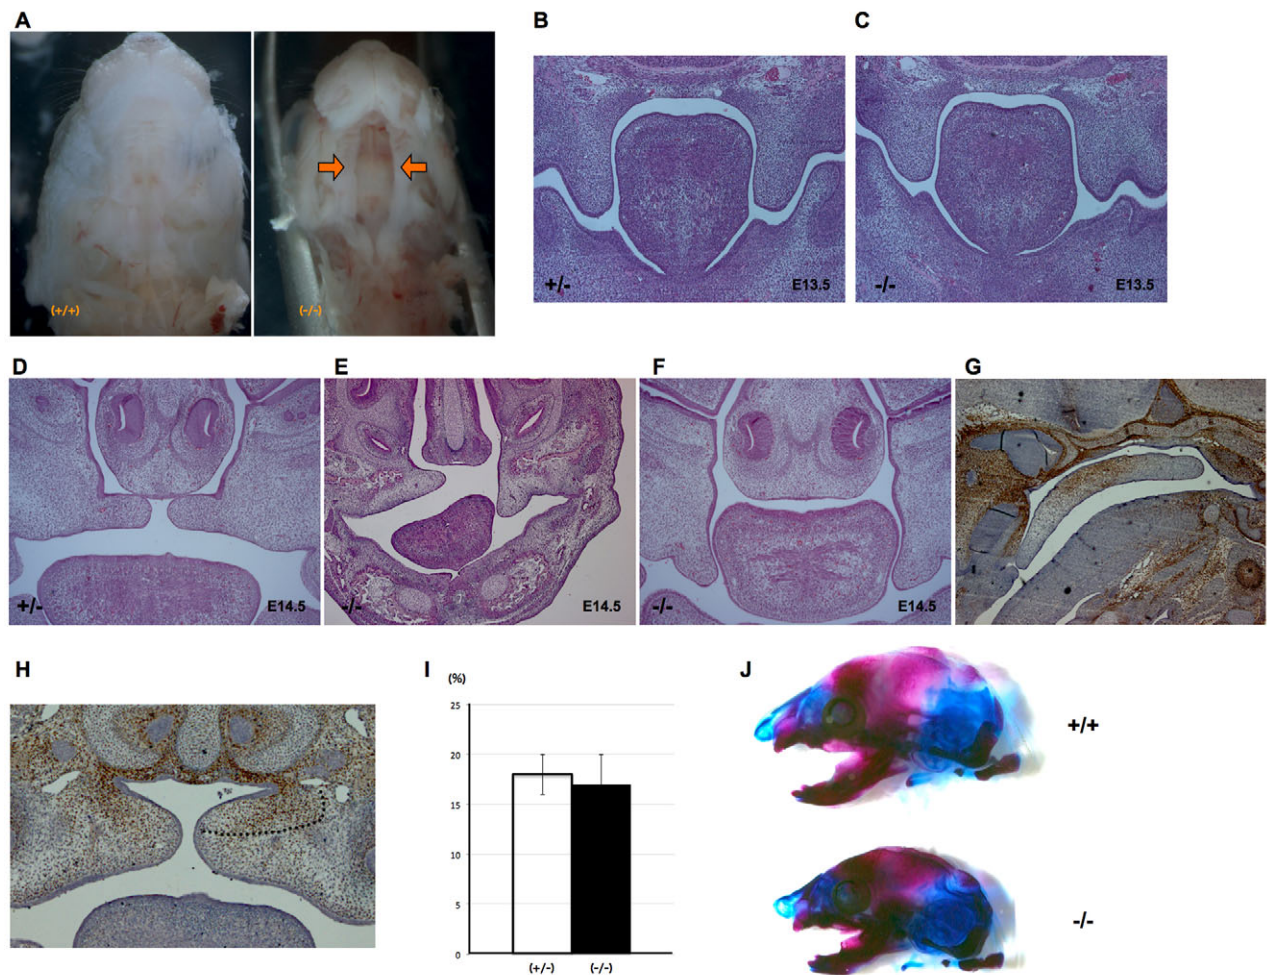 A
B
C
(+/+)
(-/-)
+/-
E13.5
-/-
E13.5
D
E
F
G
+/-
E14.5
-/-
E14.5
-/-
E14.5
H
I
(%)
J
25
20
15
10
5
0
(+/-)
(-/-)
+/+
-/-